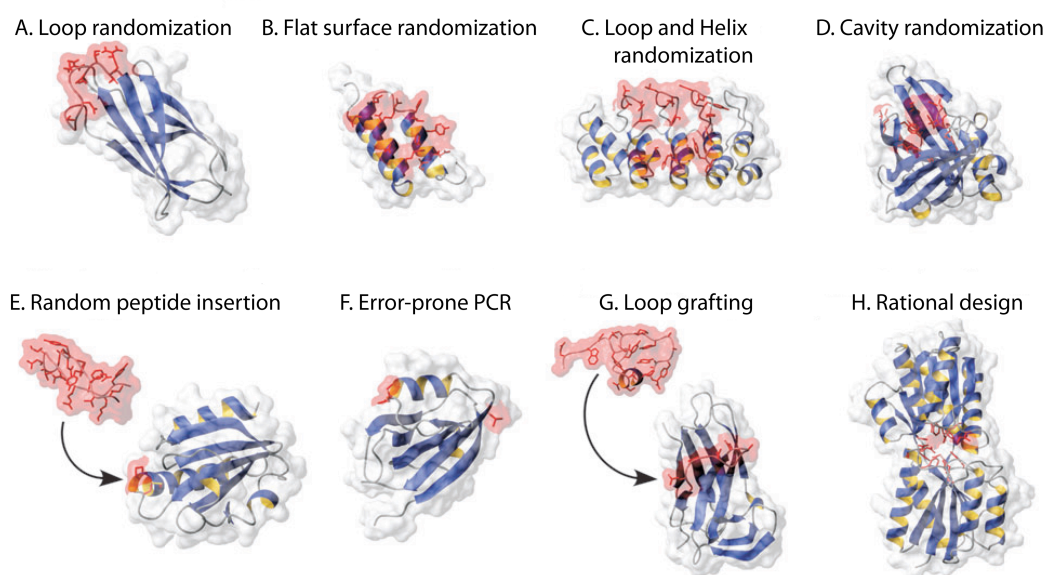 A. Loop randomization
B. Flat surface randomization
C. Loop and Helix
randomization
D. Cavity randomization
E. Random peptide insertion
F. Error-prone PCR
G. Loop grafting
H. Rational design